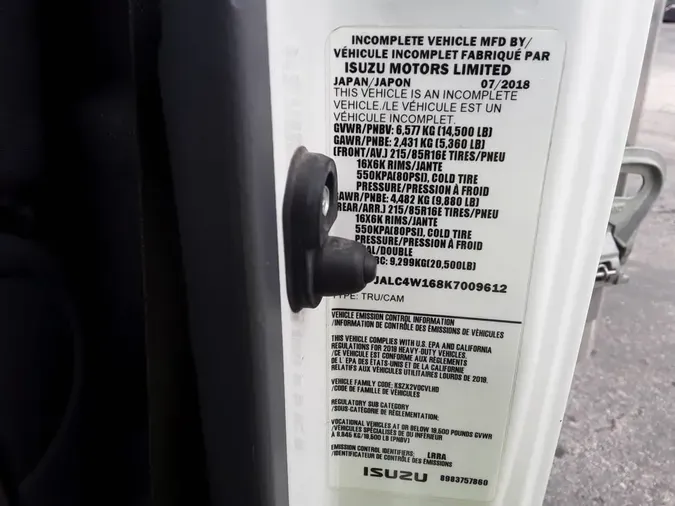 INCOMPLETE VEHICLE MFD BY/
VÉHICULE INCOMPLET FABRIQUÉ PAR
ISUZU MOTORS LIMITED
JAPAN/JAPON 07/2018
THIS VEHICLE IS AN INCOMPLETE
VEHICLE./LE VÉHICULE EST UN
VÉHICULE INCOMPLET.
GVWR/PNBV: 6,577 KG (14,500 LB)
GAWR/PNBE: 2,431 KG (5,360 LB)
(FRONT/AV.) 215/85R16E TIRES/PNEU
16X6K RIMS/JANTE
550KPA(80PSI), COLD TIRE
PRESSURE/PRESSION À FROID
GAWR/PNBE: 4,482 KG (9,880 LB)
REAR/ARR.) 215/85R16E TIRES/PNEU
16X6K RIMS/JANTE
550KPA(80PSI), COLD TIRE
PRESSURE/PRESSION À FROID
AL/DOUBLE
BC: 9,299KG(20,500LB)
JALC4W168K7009612
TYPE: TRU/CAM
VEHICLE EMISSION CONTROL INFORMATION
/INFORMATION DE CONTRÔLE DES ÉMISSIONS DE VÉHICULES
THIS VEHICLE COMPLIES WITH U.S. EPA AND CALIFORNIA
REGULATIONS FOR 2019 HEAVY-DUTY VEHICLES.
/CE VÉHICULE EST CONFORME AUX RÈGLEMENTS
DE L' EPA DES ÉTATS-UNIS ET DE LA CALIFORNIE
RELATIFS AUX VÉHICULES UTILITAIRES LOURDS DE 2019.
VEHICLE FAMILY CODE: KSZX2VOCVLHD
/CODE DE FAMILLE DE VÉHICULES
REGULATORY SUB CATEGORY
/SOUS-CATÉGORIE DE RÉGLEMENTATION:
VOCATIONAL VEHICLES AT OR BELOW 19,500 POUNDS GVWR
/VÉHICULES SPÉCIALISÉS DE OU INFÉRIEUR
À 8,845 KG/19,500 LB (PNBV)
EMISSION CONTROL IDENTIFIERS: LRRA
/IDENTIFICATEUR DE CONTRÔLE DES ÉMISSIONS
ISUZU 8983757860